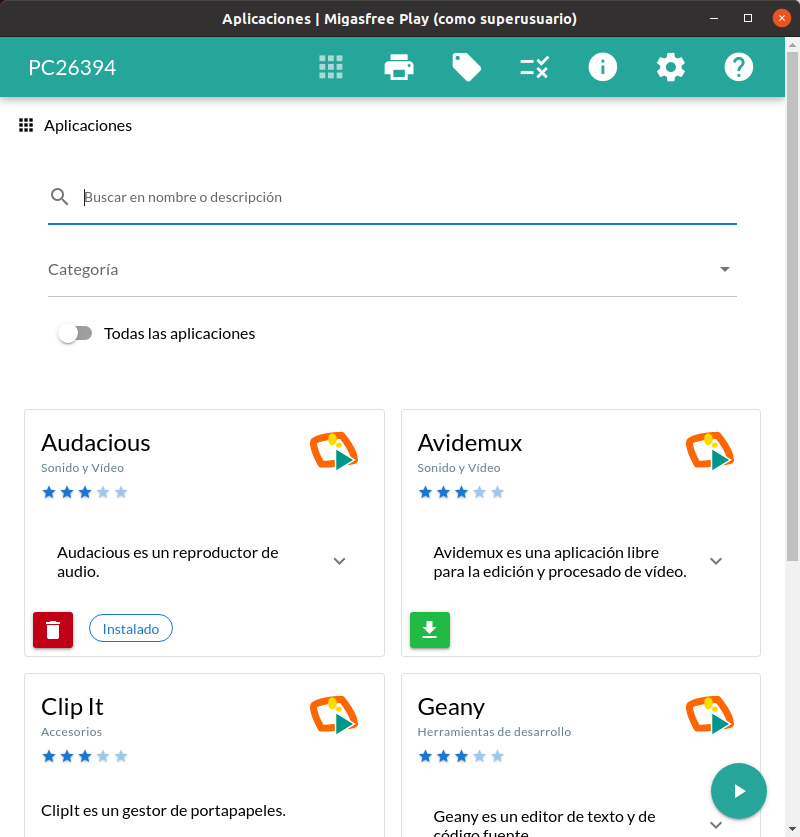 Aplicaciones | Migasfree Play (como superusuario)
PC26394
Aplicaciones
Buscar en nombre o descripción
Categoría
Todas las aplicaciones
Audacious
Sonido y Vídeo
Audacious es un reproductor de
audio.
Instalado
Avidemux
Sonido y Vídeo
Avidemux es una aplicación libre
para la edición y procesado de vídeo.
Clip It
Accesorios
ClipIt es un gestor de portapapeles.
Geany
Herramientas de desarrollo
Geany es un editor de texto y de
código fuente